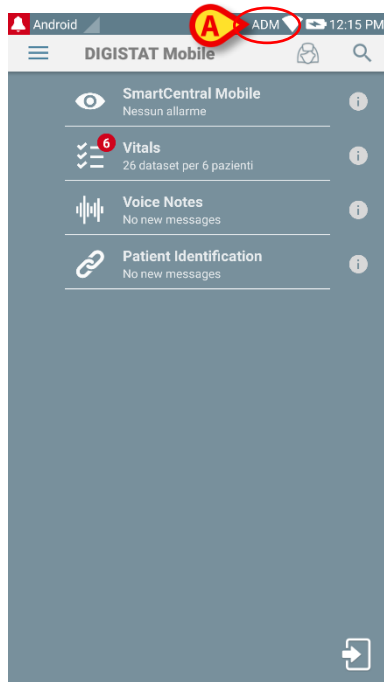 Android A ADM 12:15 PM
DIGISTAT Mobile
SmartCentral Mobile
Nessun allarme
6
Vitals
26 dataset per 6 pazienti
Voice Notes
No new messages
Patient Identification
No new messages